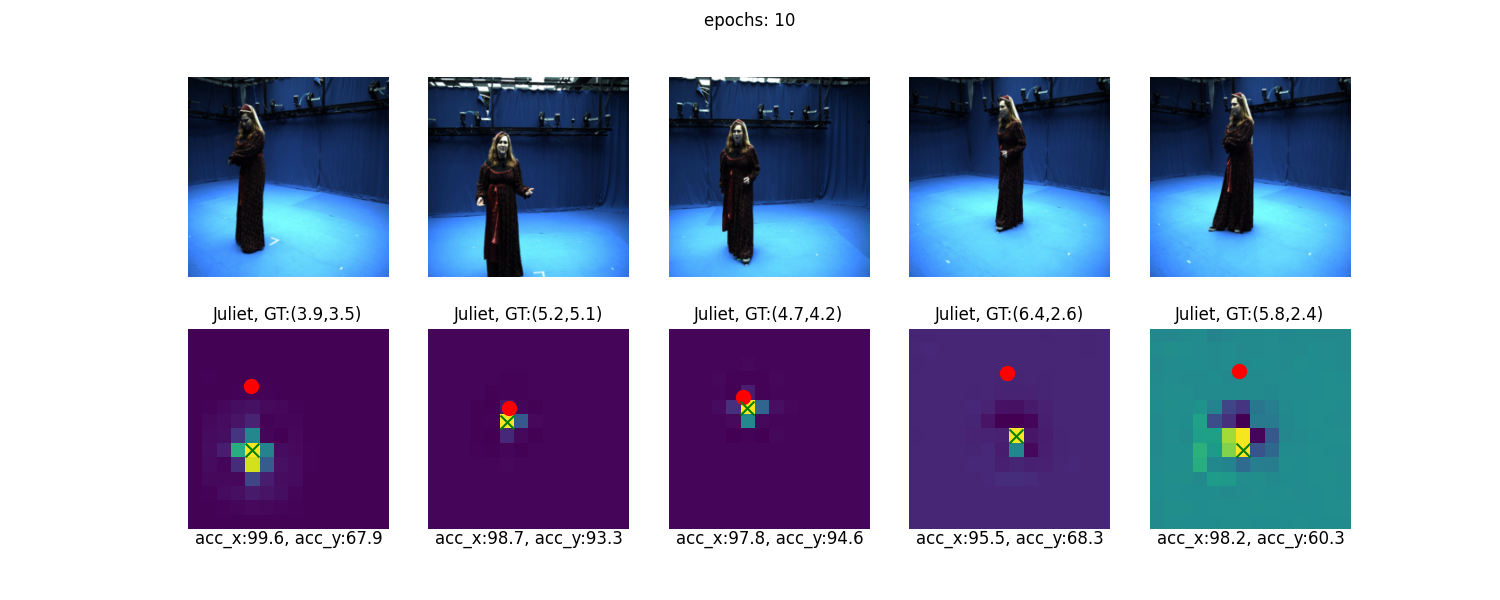 epochs: 10
Juliet, GT:(3.9,3.5)
Juliet, GT:(5.2,5.1)
Juliet, GT:(4.7,4.2)
Juliet, GT:(6.4,2.6)
Juliet, GT:(5.8,2.4)
acc_x:99.6, acc_y:67.9
acc_x:98.7, acc_y:93.3
acc_x:97.8, acc_y:94.6
acc_x:95.5, acc_y:68.3
acc_x:98.2, acc_y:60.3